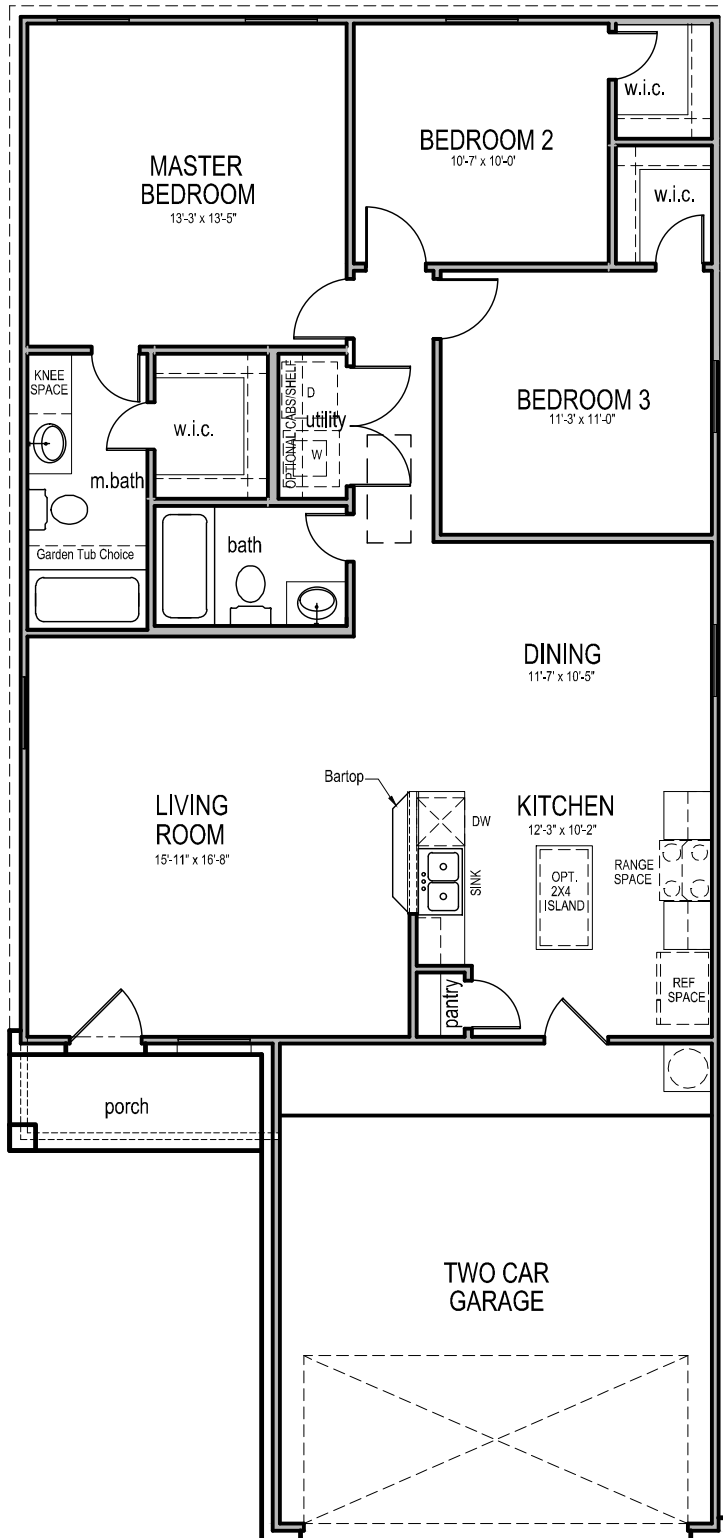 w.i.c.
BEDROOM 2
10'-7" x 10'-0'
MASTER
BEDROOM
13'-3" x 13'-5"
w.i.c.
KNEE
SPACE
w.i.c.
OPTIONAL CABS/SHELF
D
utility
W
BEDROOM 3
11'-3" x 11'-0"
m.bath
Garden Tub Choice
bath
DINING
11'-7" x 10'-5"
Bartop
LIVING
ROOM
15'-11" x 16'-8"
KITCHEN
12'-3" x 10'-2"
DW
SINK
OPT.
2X4
ISLAND
RANGE
SPACE
pantry
REF
SPACE
porch
TWO CAR
GARAGE